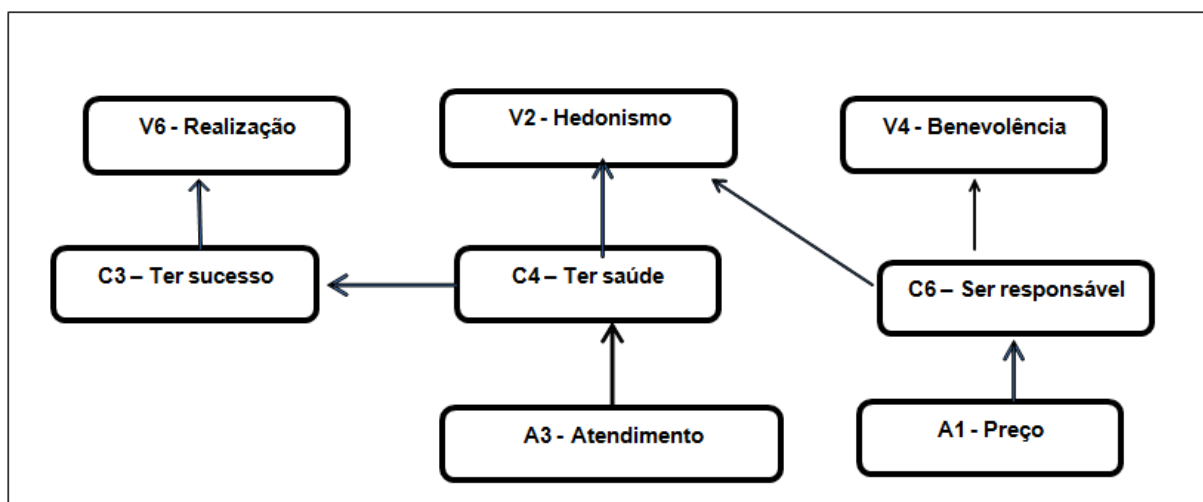 V6 - Realização
V2 - Hedonismo
V4 - Benevolência
C3 – Ter sucesso
C4 – Ter saúde
C6 – Ser responsável
A3 - Atendimento
A1 - Preço